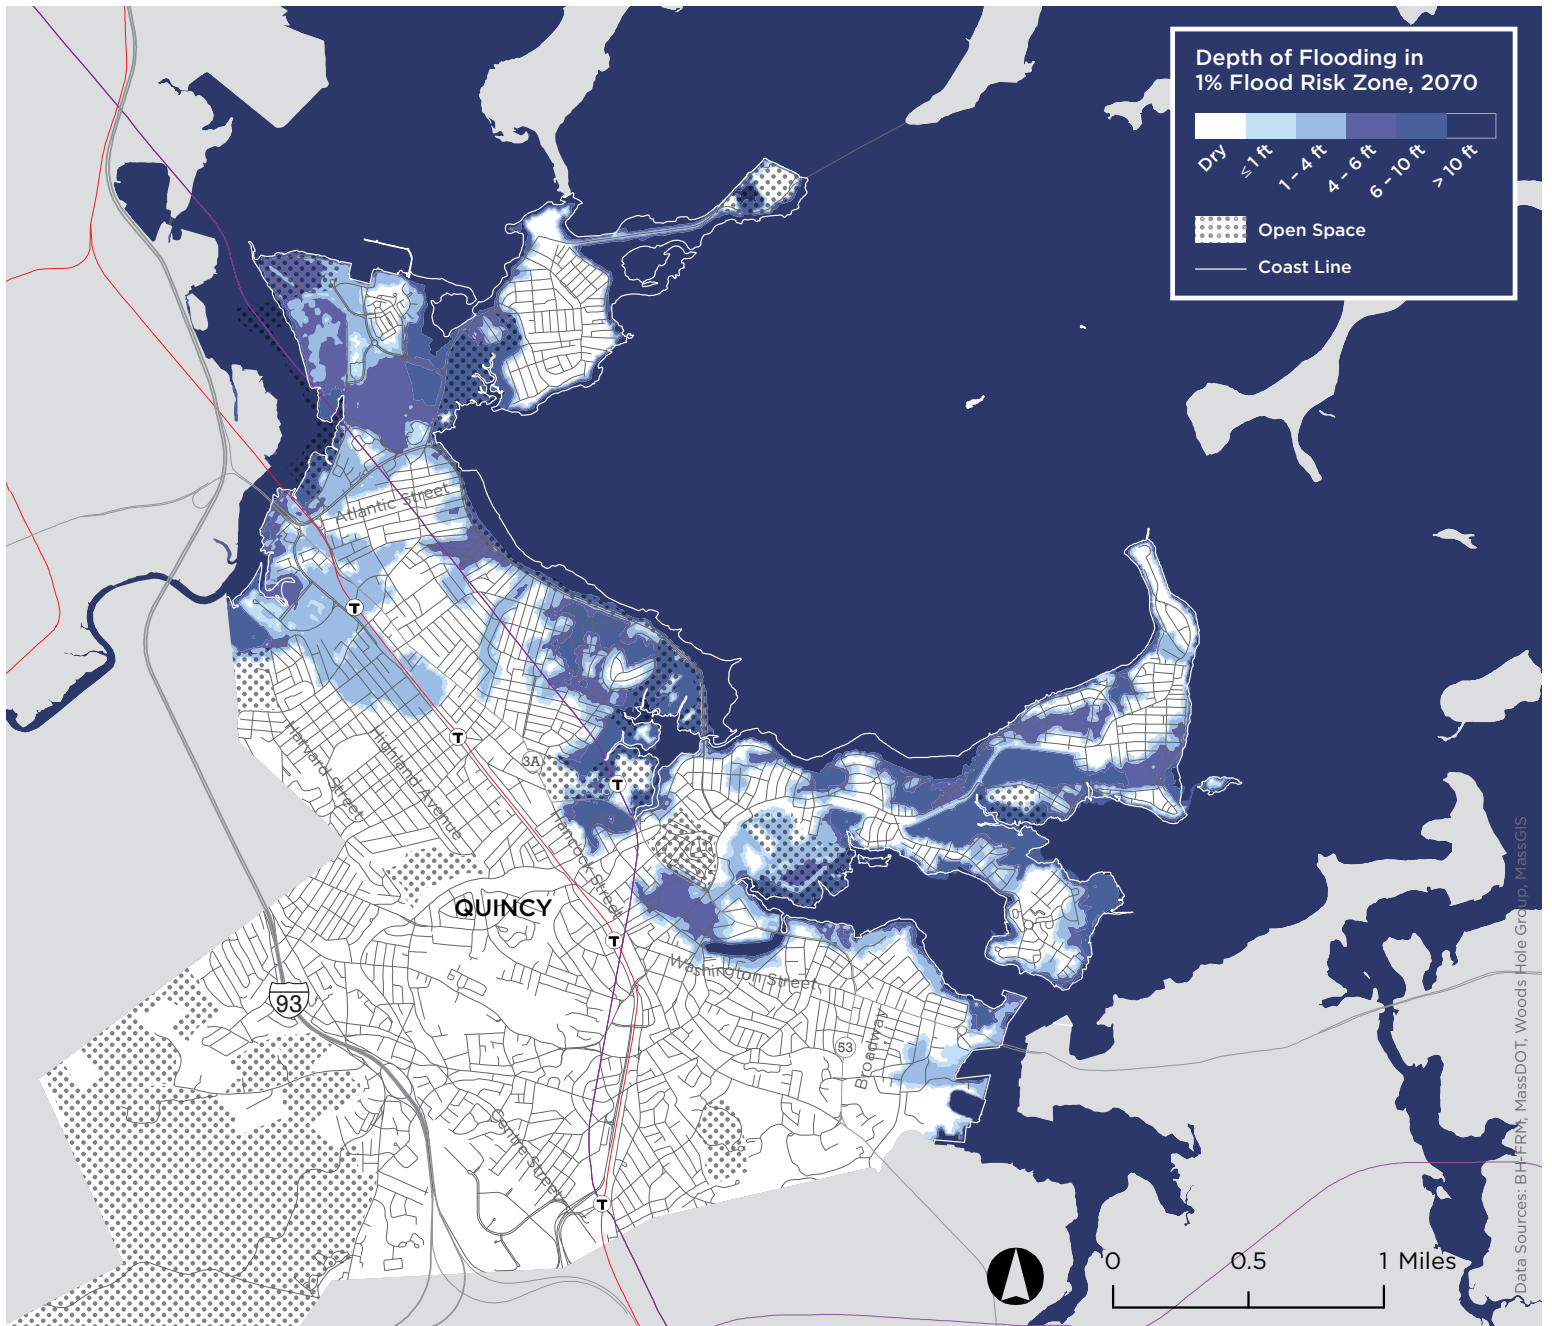 Depth of Flooding in
1% Flood Risk Zone, 2070
Dry
≤ 1 ft
1 – 4 ft
4 – 6 ft
6 – 10 ft
> 10 ft
Open Space
Coast Line
Atlantic Street
T
T
3A
T
Harvard Street
Highland Avenue
Hancock Street
QUINCY
T
Washington Street
93
53
Broadway
Centre Street
T
0 0.5 1 Miles
Data Sources: BH-FRM, MassDOT, Woods Hole Group, MassGIS